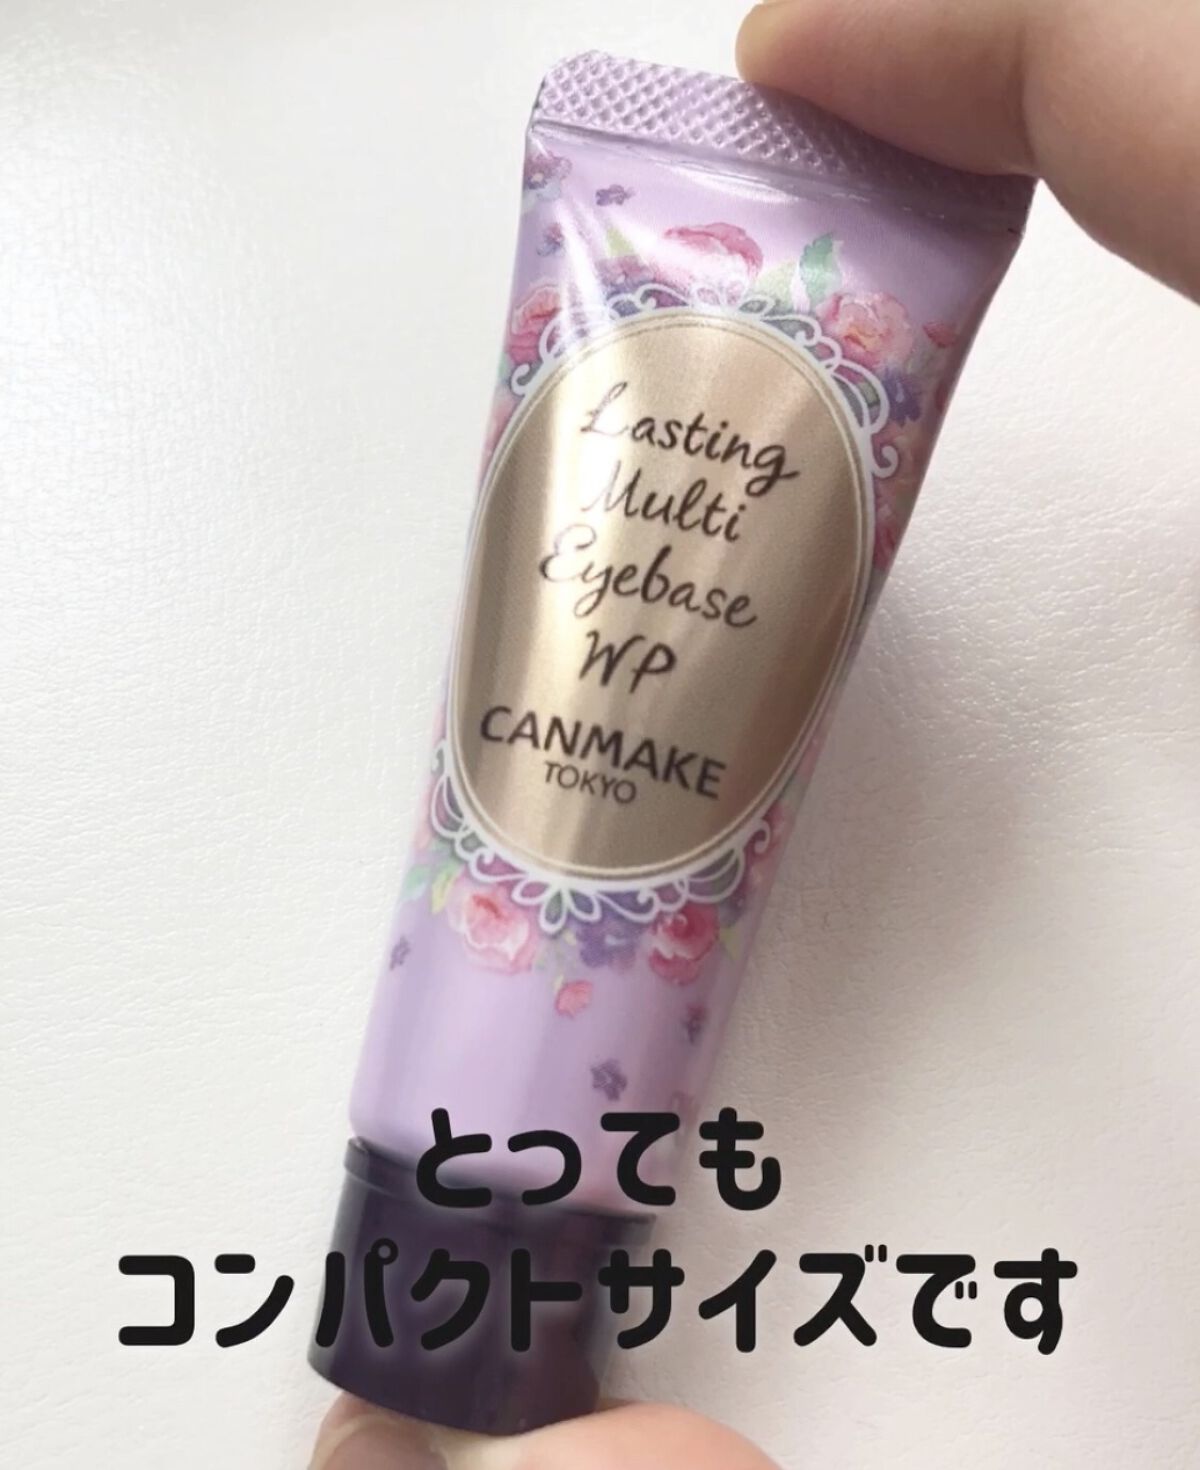 Lasting
Multi
Eyebase
WP
CANMAKE
TOKYO
とっても
コンパクトサイズです